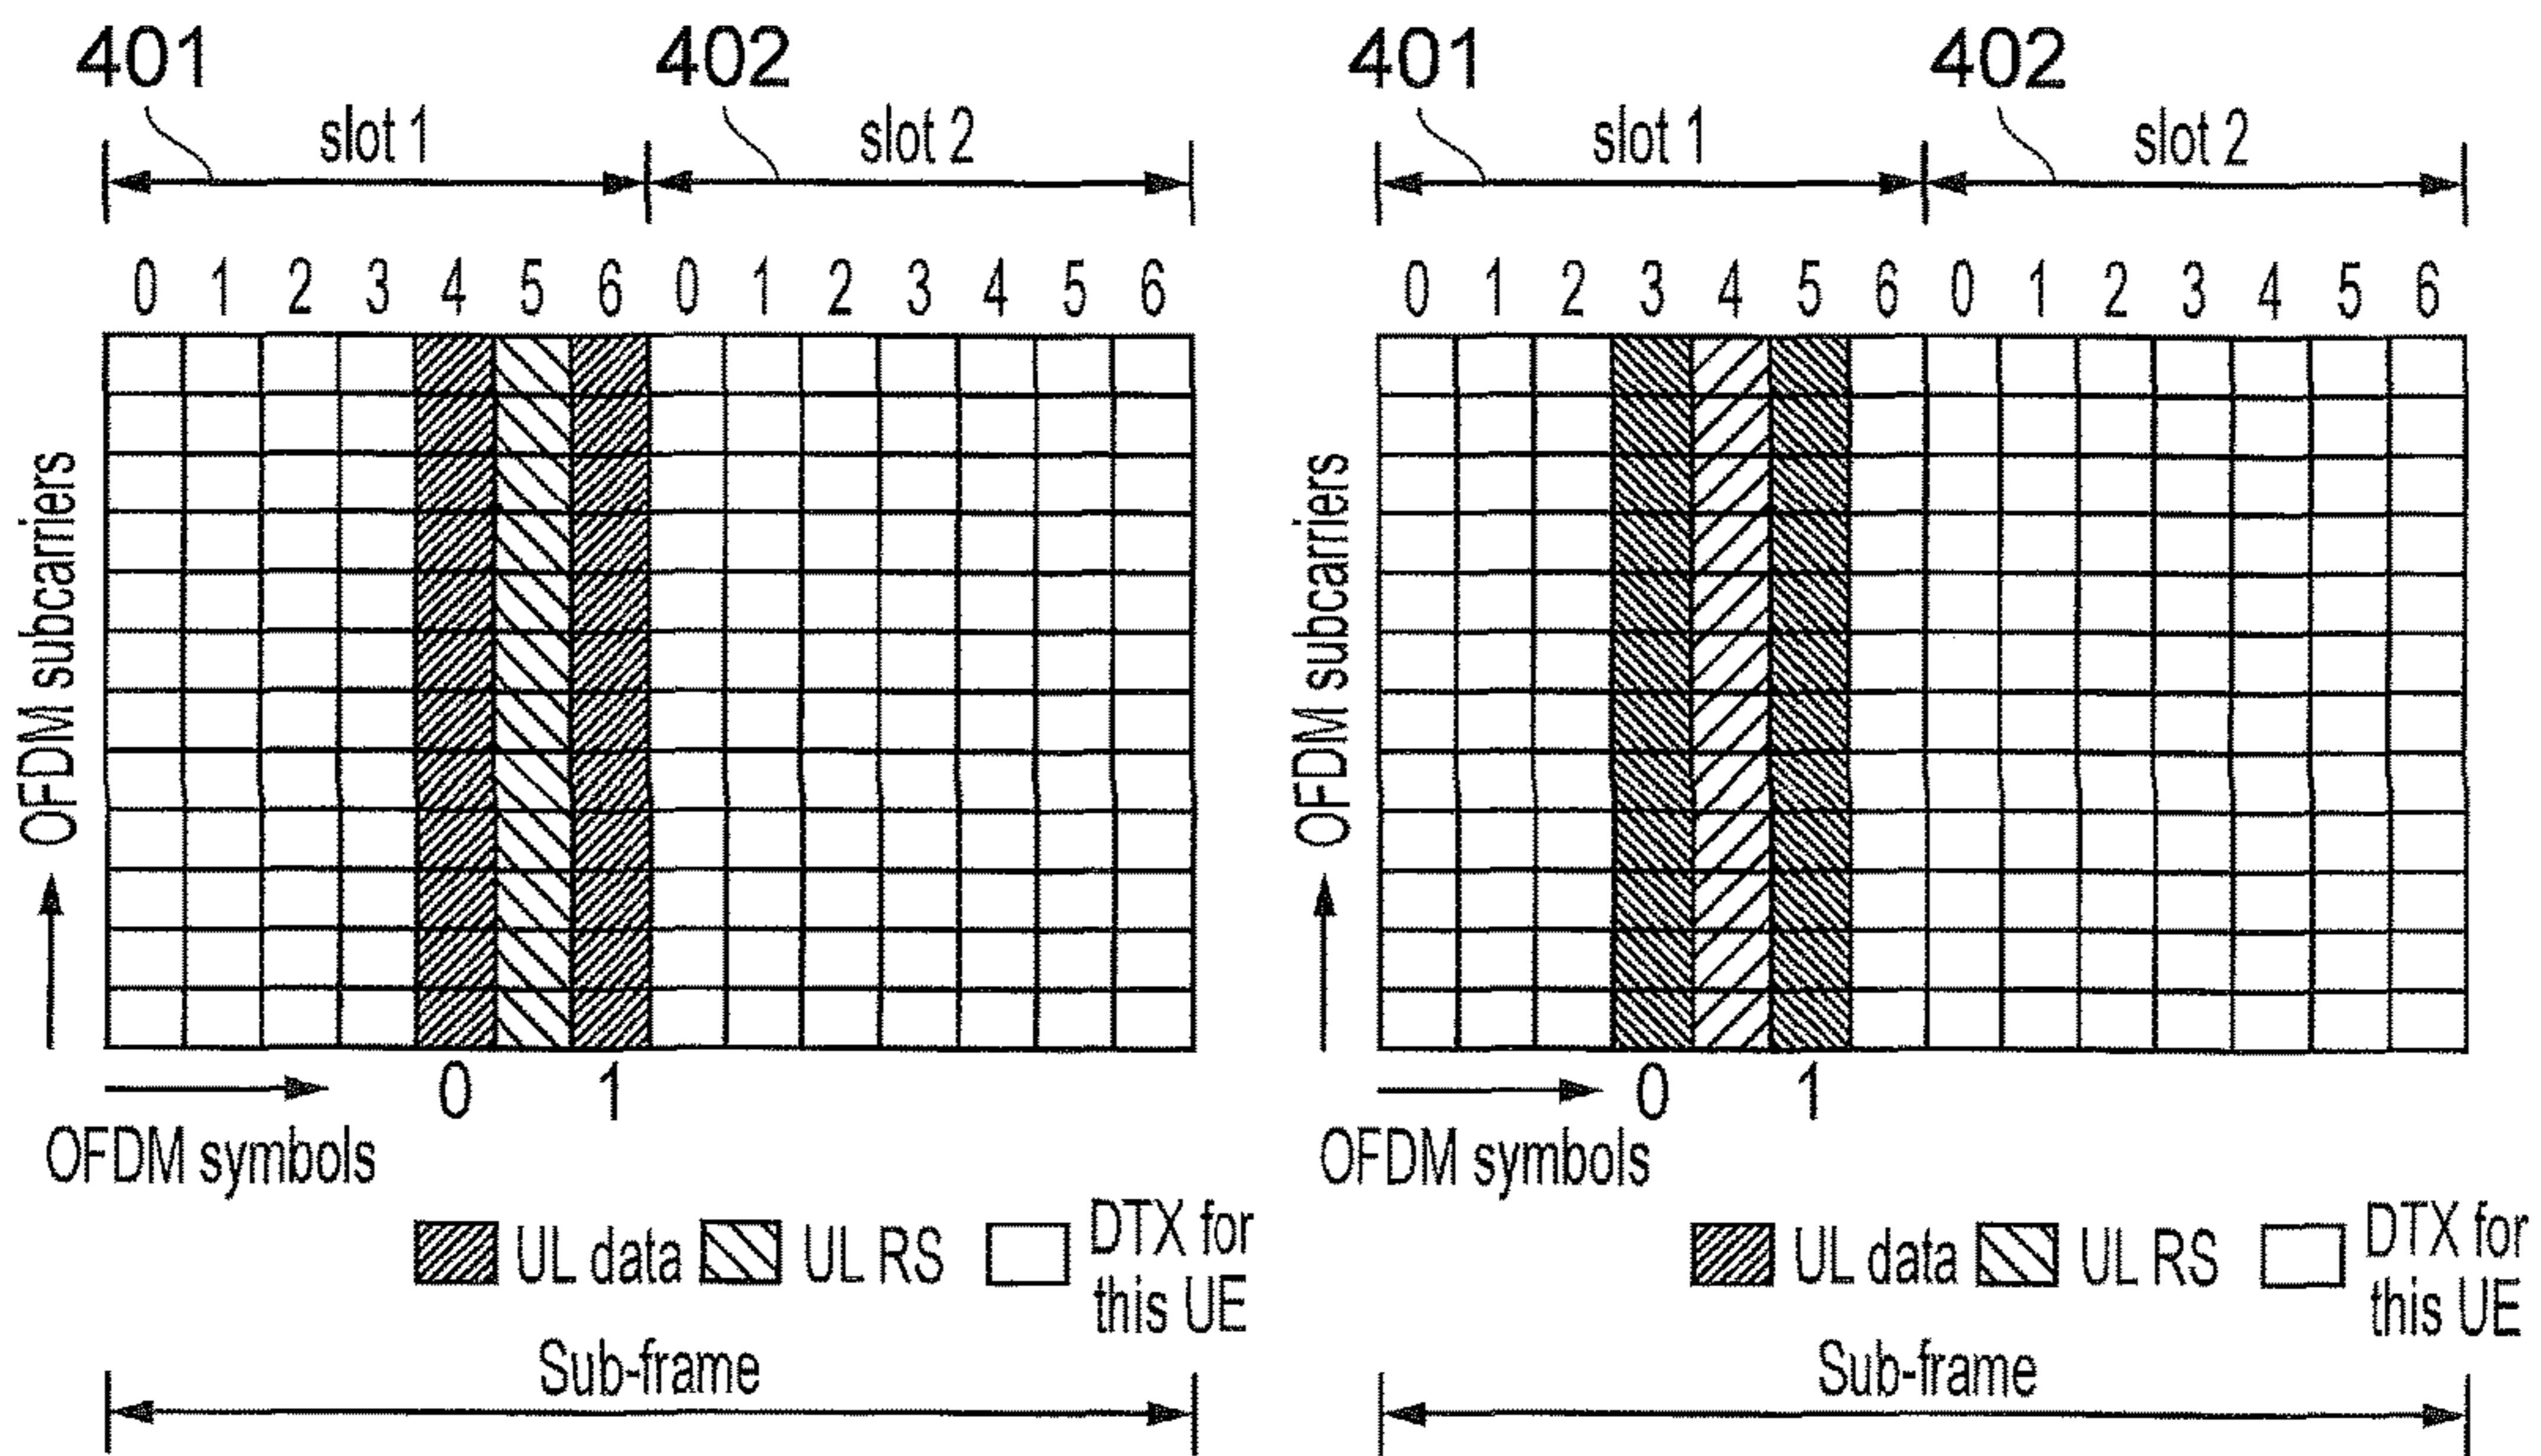 401 402 401 402
slot 1 slot 2 slot 1 slot 2
0 1 2 3 4 5 6 0 1 2 3 4 5 6 0 1 2 3 4 5 6 0 1 2 3 4 5 6
OFDM subcarriers
OFDM subcarriers
0 1 0 1
OFDM symbols OFDM symbols
UL data UL RS DTX for
this UE
UL data UL RS DTX for
this UE
Sub-frame Sub-frame